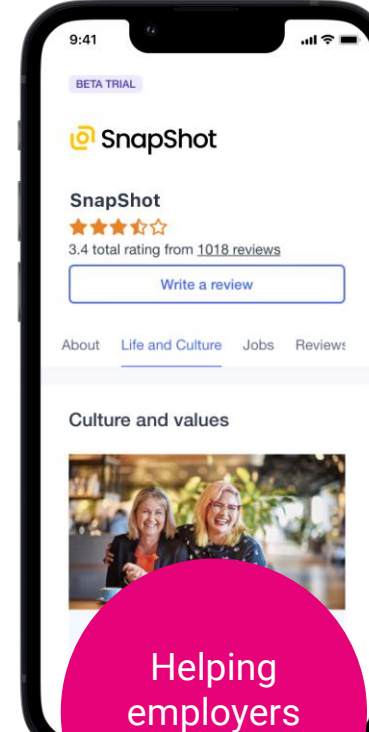 9:41
BETA TRIAL
SnapShot
SnapShot
3.4 total rating from 1018 reviews
Write a review
About Life and Culture Jobs Reviews
Culture and values
Helping
employers